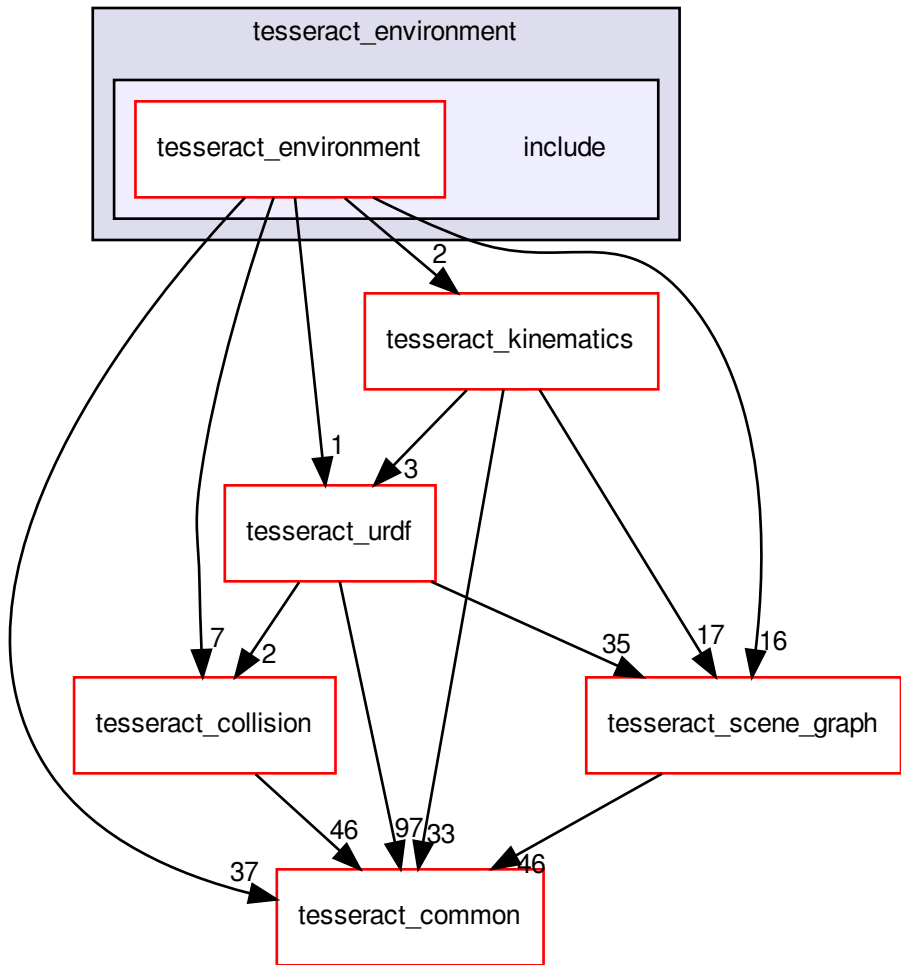 tesseract_environment
tesseract_environment
include
2
tesseract_kinematics
1
3
tesseract_urdf
7
2
35
17
16
tesseract_collision
tesseract_scene_graph
46
97
33
46
37
tesseract_common